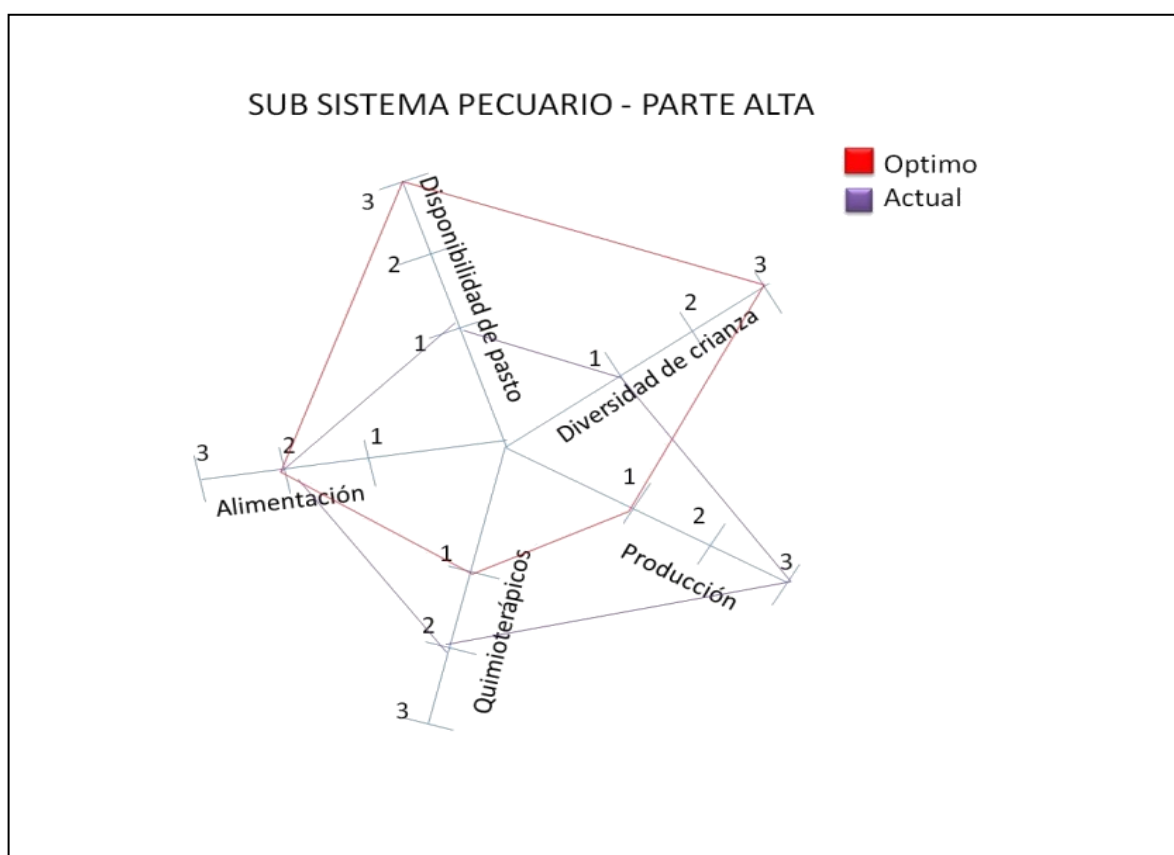 SUB SISTEMA PECUARIO - PARTE ALTA
Optimo
Actual
3
2
1
Disponibilidad de pasto
3
2
1
Diversidad de crianza
3
2
1
Alimentación
1
2
3
Producción
1
2
3
Quimioterápicos